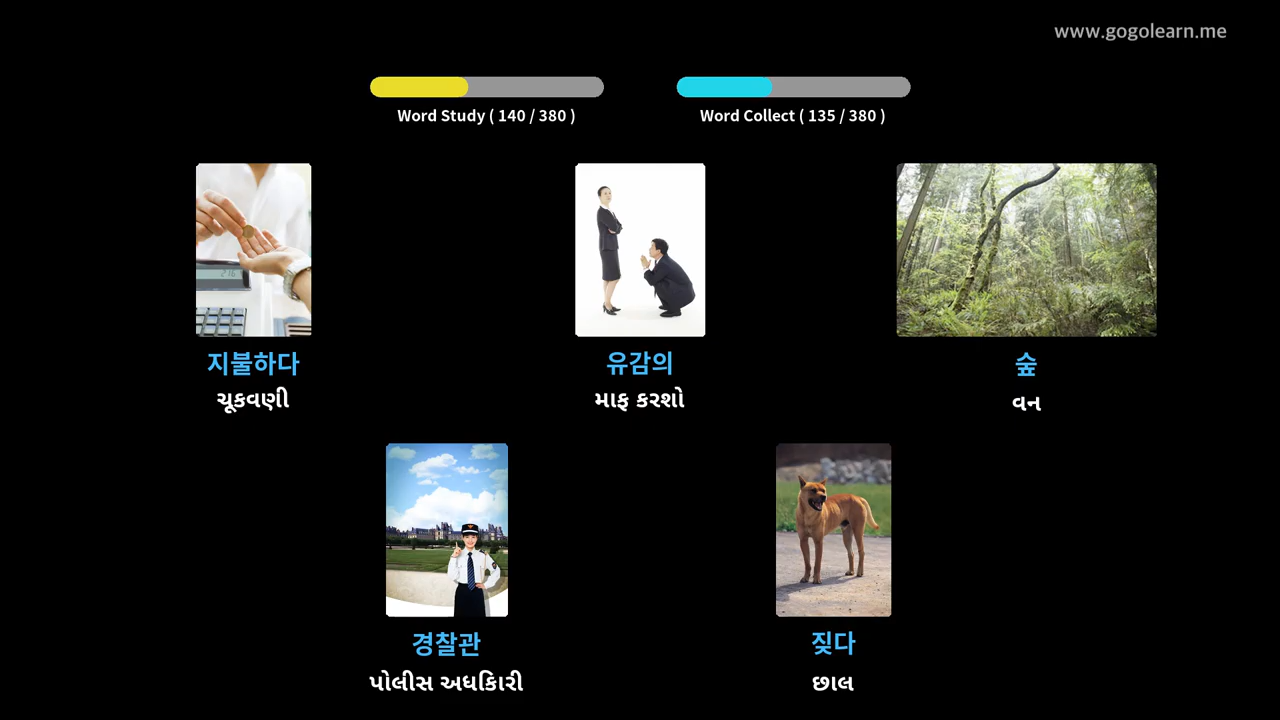 www.gogolearn.me
Word Study ( 140 / 380 )
Word Collect ( 135 / 380 )
지불하다
ચૂકવણી
유감의
માફ કરશો
숲
વન
경찰관
પોલીસ અધકિારી
짖다
છાલ